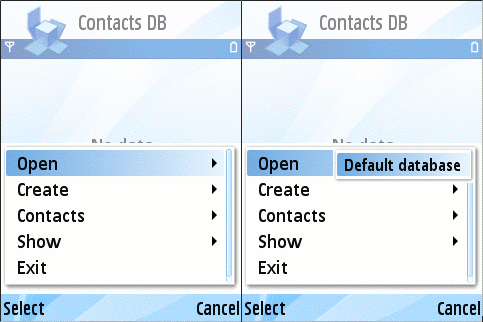 Contacts DB
No data
Open
Create
Contacts
Show
Exit
Select Cancel
Contacts DB
No data
Open Default database
Create
Contacts
Show
Exit
Select Cancel